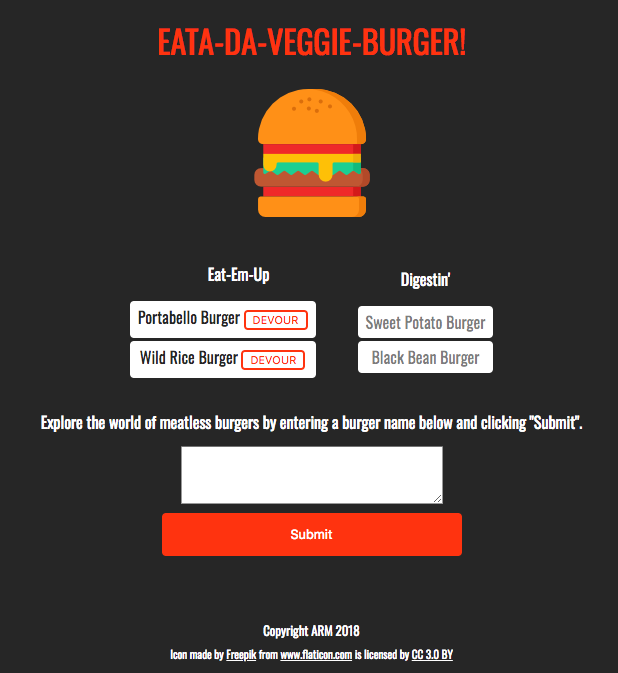 EATA-DA-VEGGIE-BURGER!
Eat-Em-Up
Portabello Burger DEVOUR
Wild Rice Burger DEVOUR
Digestin'
Sweet Potato Burger
Black Bean Burger
Explore the world of meatless burgers by entering a burger name below and clicking "Submit".
Submit
Copyright ARM 2018
Icon made by Freepik from www.flaticon.com is licensed by CC 3.0 BY